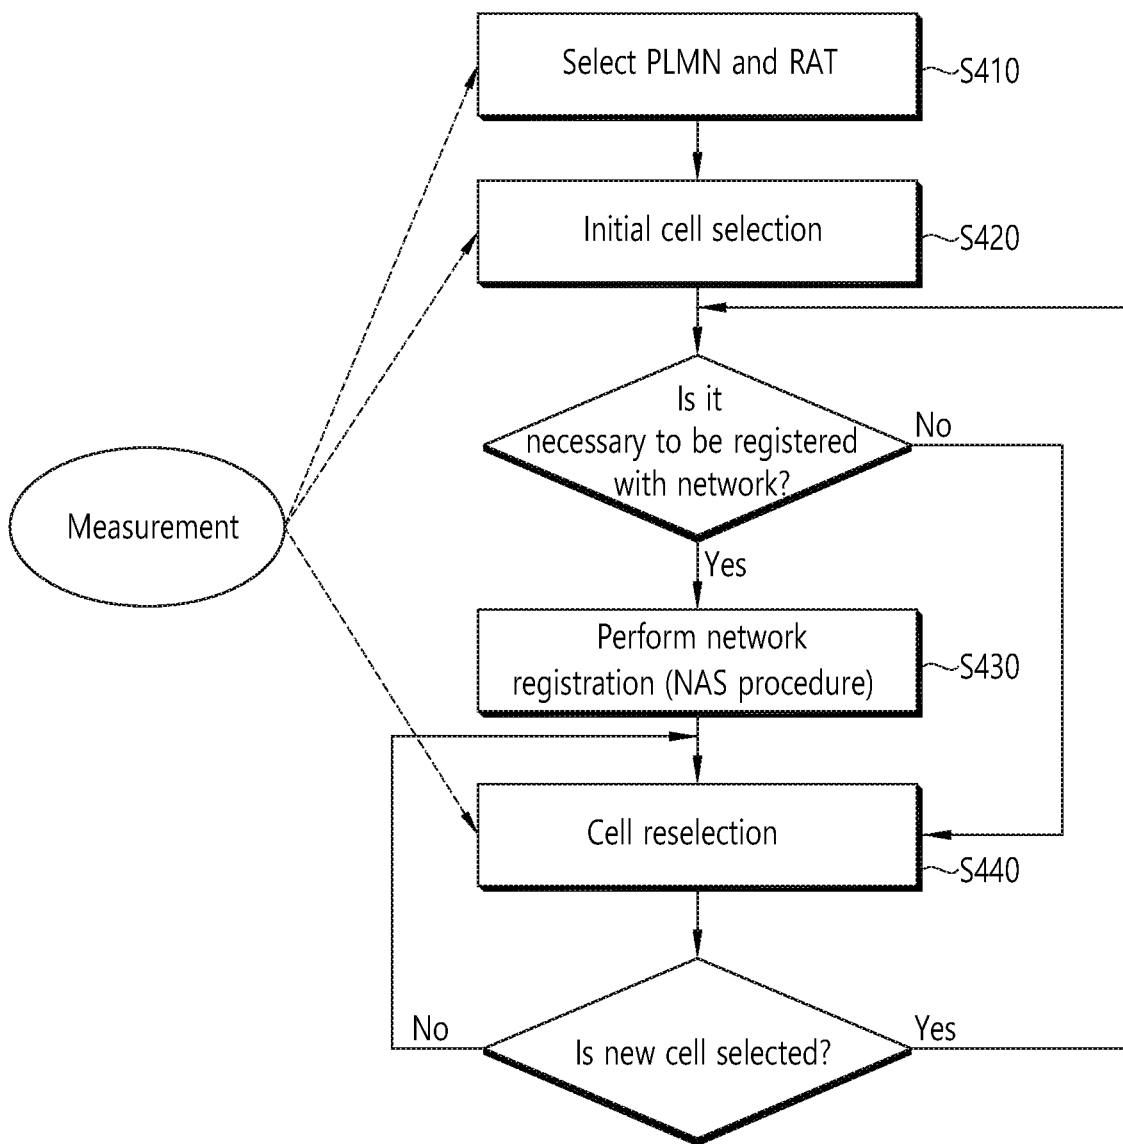 Select PLMN and RAT
S410
Initial cell selection
S420
Is it
necessary to be registered
with network?
No
Yes
Measurement
Perform network
registration (NAS procedure)
S430
Cell reselection
S440
No
Is new cell selected?
Yes